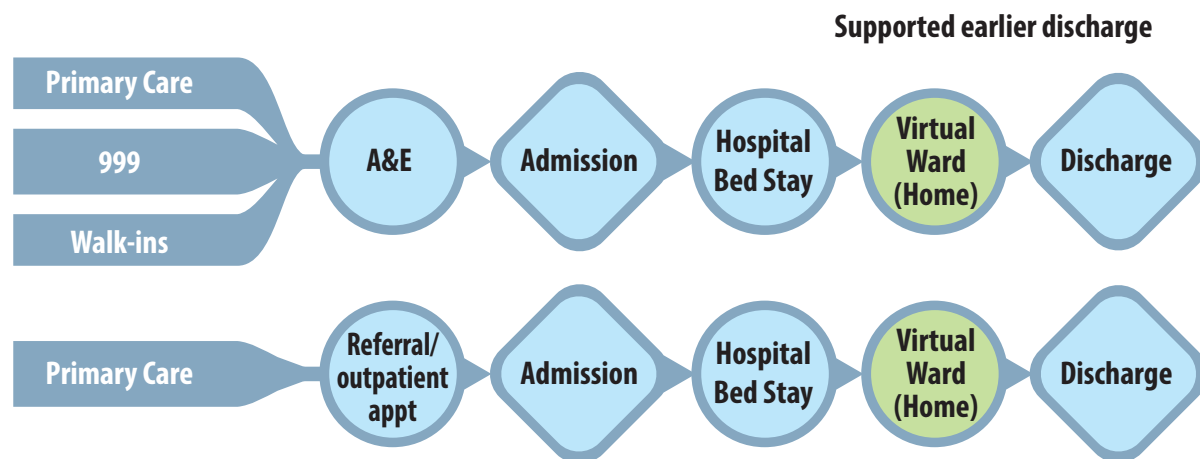 Supported earlier discharge
Primary Care
999
Walk-ins
A&E
Admission
Hospital
Bed Stay
Virtual
Ward
(Home)
Discharge
Primary Care
Referral/
outpatient
appt
Admission
Hospital
Bed Stay
Virtual
Ward
(Home)
Discharge